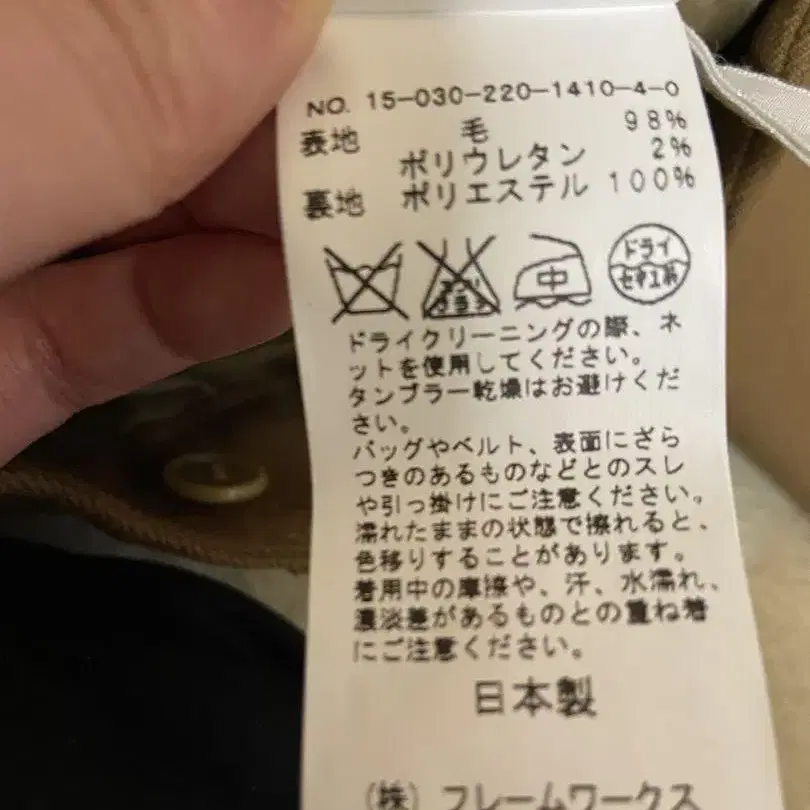 NO. 15-030-220-1410-4-0
表地 毛 98%
ポリウレタン 2%
裏地 ポリエステル 100%
エンソ
サラシ
中
ドライ
セキユ系
ドライクリーニングの際、ネ
ットを使用してください。
タンブラー乾燥はお避けくだ
さい。
バッグやベルト、表面にざら
つきのあるものなどとのスレ
や引っ掛けにご注意ください。
濡れたままの状態で擦れると、
色移りすることがあります。
着用中の摩擦や、汗、水濡れ、
濃淡差があるものとの重ね着
にご注意ください。
日本製
(株) フレームワークス